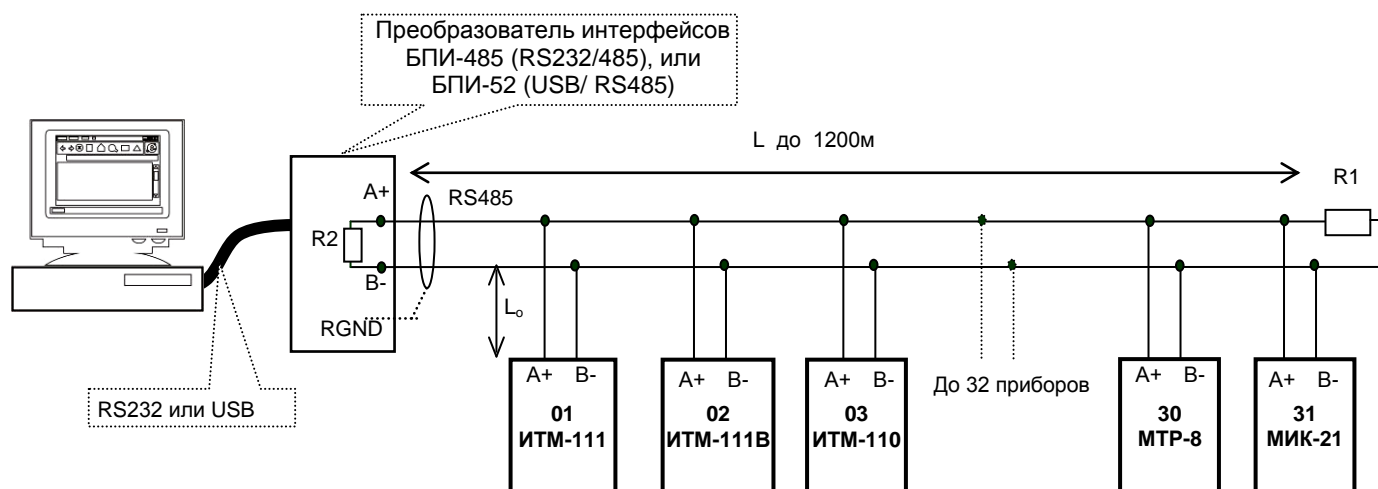 Преобразователь интерфейсов
БПИ-485 (RS232/485), или
БПИ-52 (USB/ RS485)
L до 1200м
R1
A+
RS485
R2
B-
Lo
RGND
RS232 или USB
A+ B-
01
ИТМ-111
A+ B-
02
ИТМ-111В
A+ B-
03
ИТМ-110
До 32 приборов
A+ B-
30
МТР-8
A+ B-
31
МИК-21